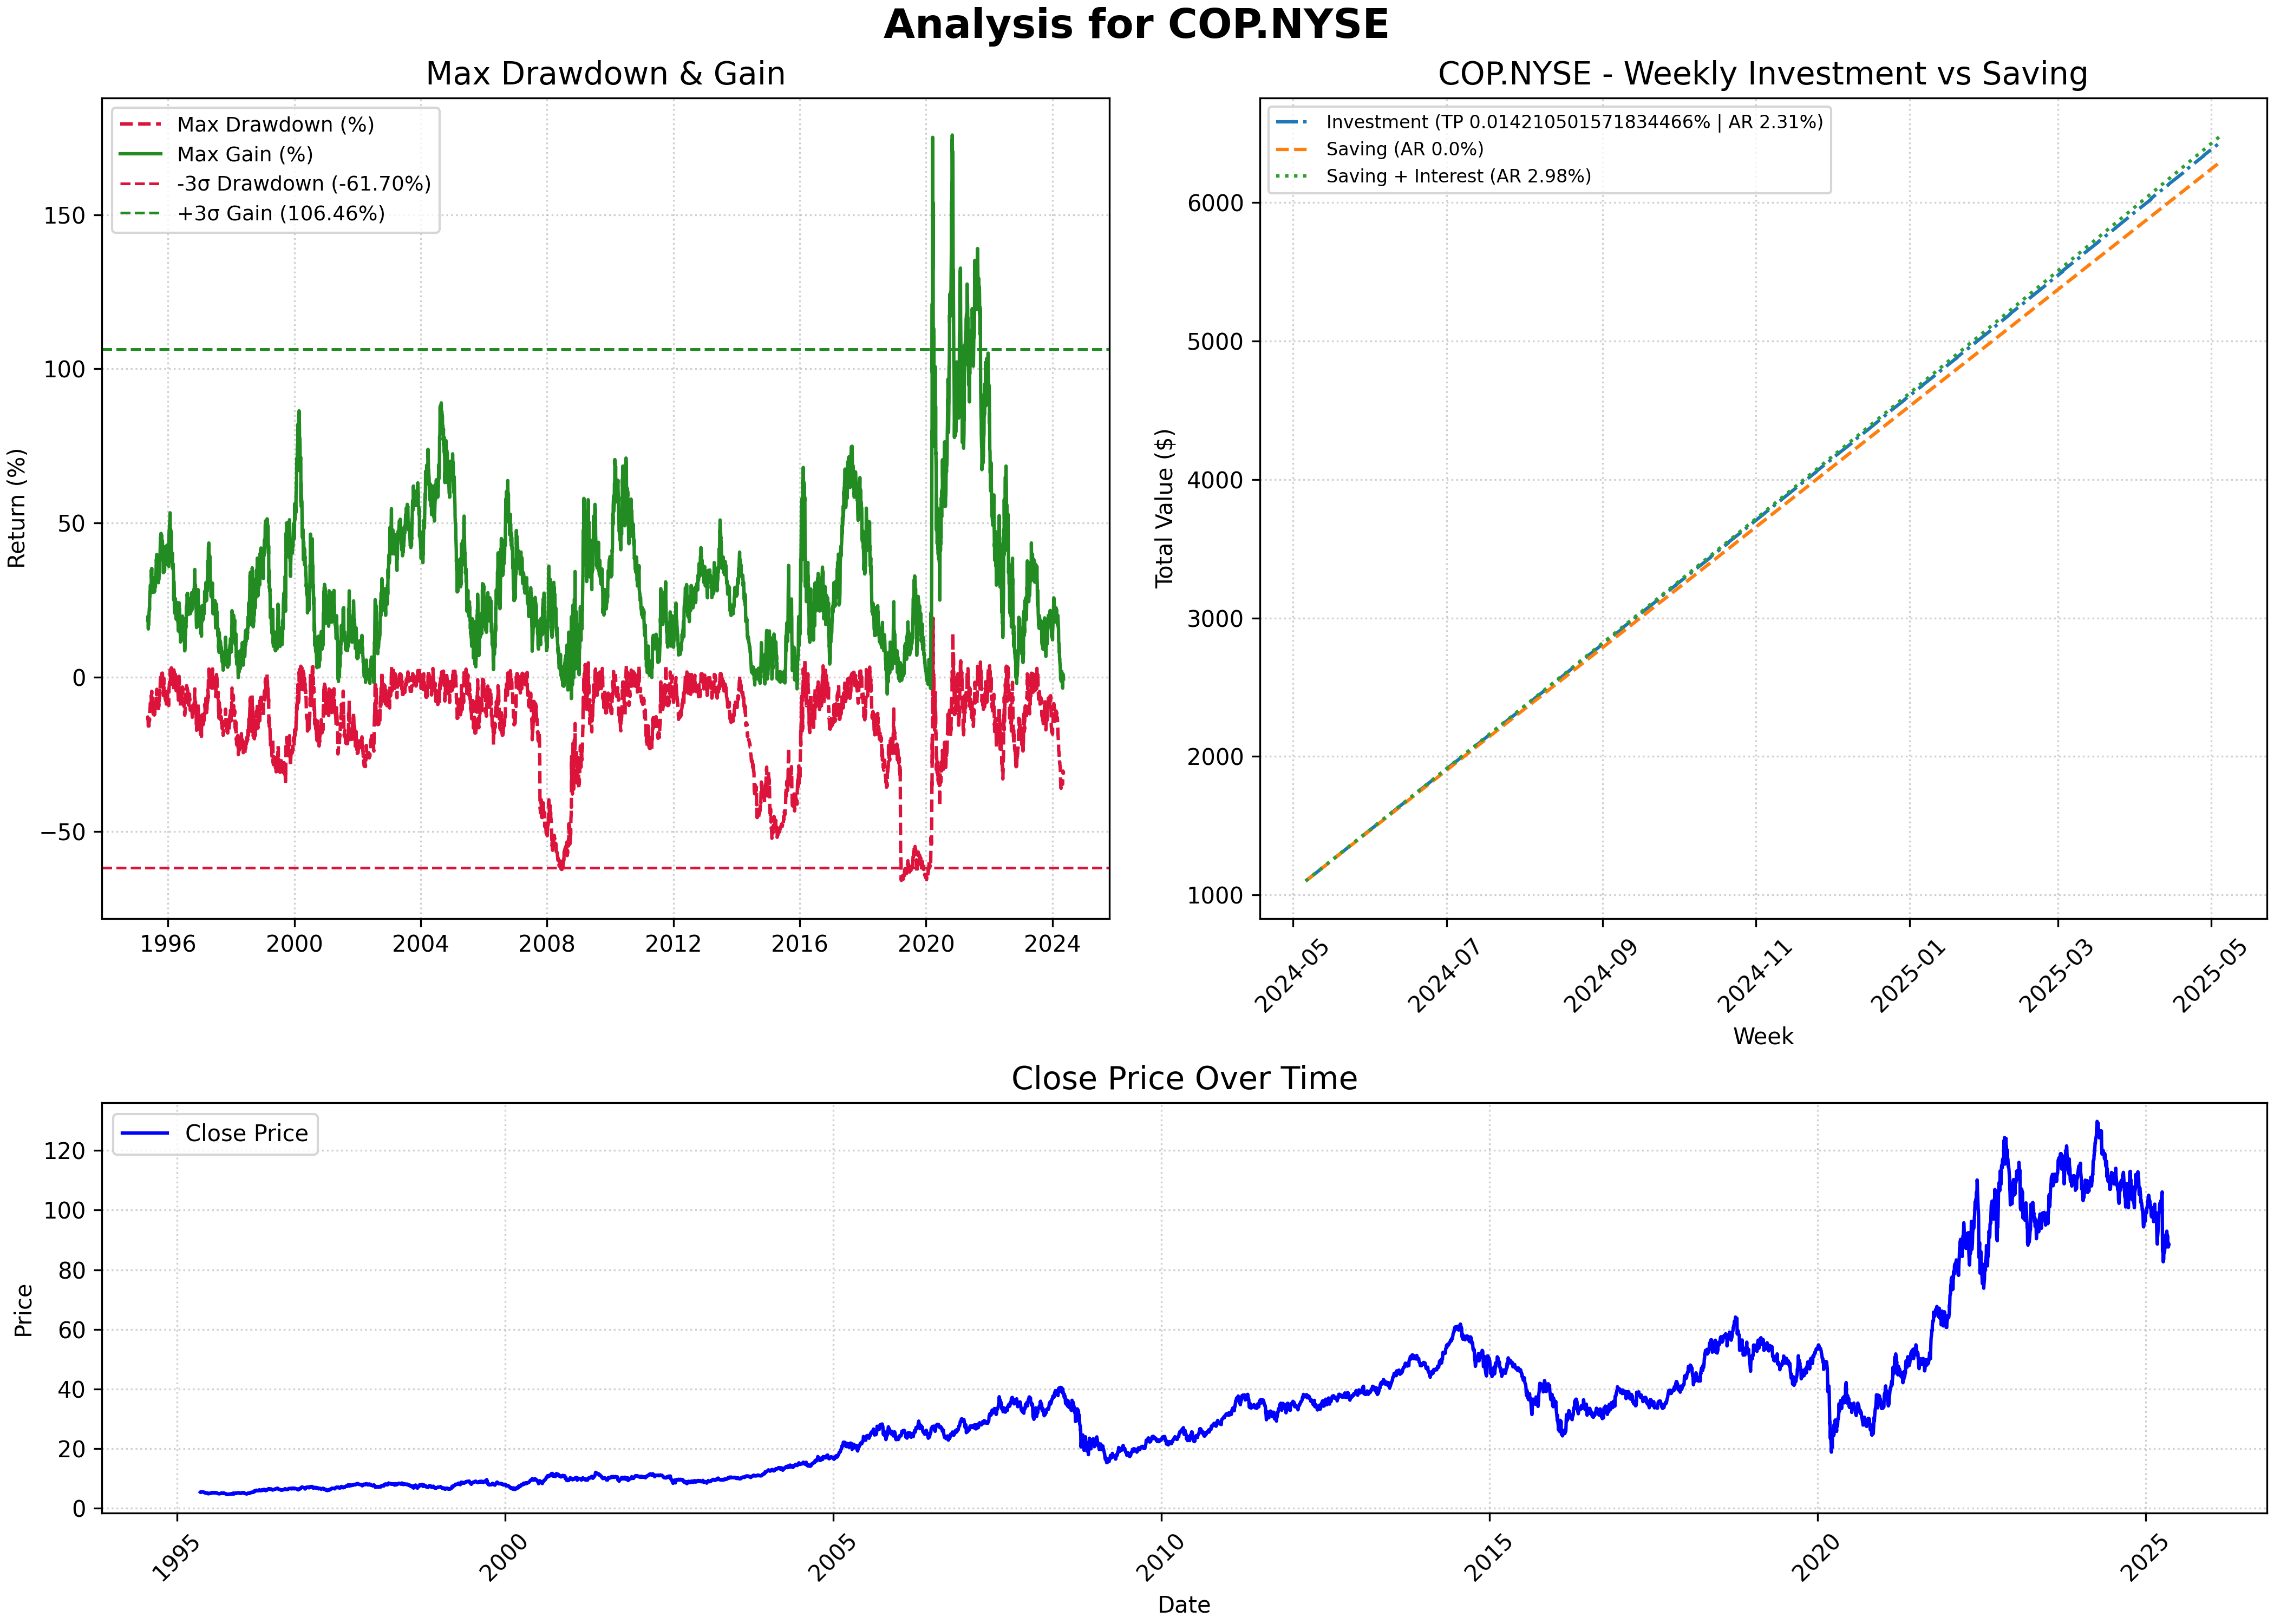 Analysis for COP.NYSE
Max Drawdown & Gain
Max Drawdown (%)
Max Gain (%)
-3σ Drawdown (-61.70%)
+3σ Gain (106.46%)
Return (%)
150
100
50
0
−50
1996 2000 2004 2008 2012 2016 2020 2024
COP.NYSE - Weekly Investment vs Saving
Investment (TP 0.014210501571834466% | AR 2.31%)
Saving (AR 0.0%)
Saving + Interest (AR 2.98%)
Total Value ($)
6000
5000
4000
3000
2000
1000
2024-05 2024-07 2024-09 2024-11 2025-01 2025-03 2025-05
Week
Close Price Over Time
Close Price
Price
120
100
80
60
40
20
0
1995 2000 2005 2010 2015 2020 2025
Date